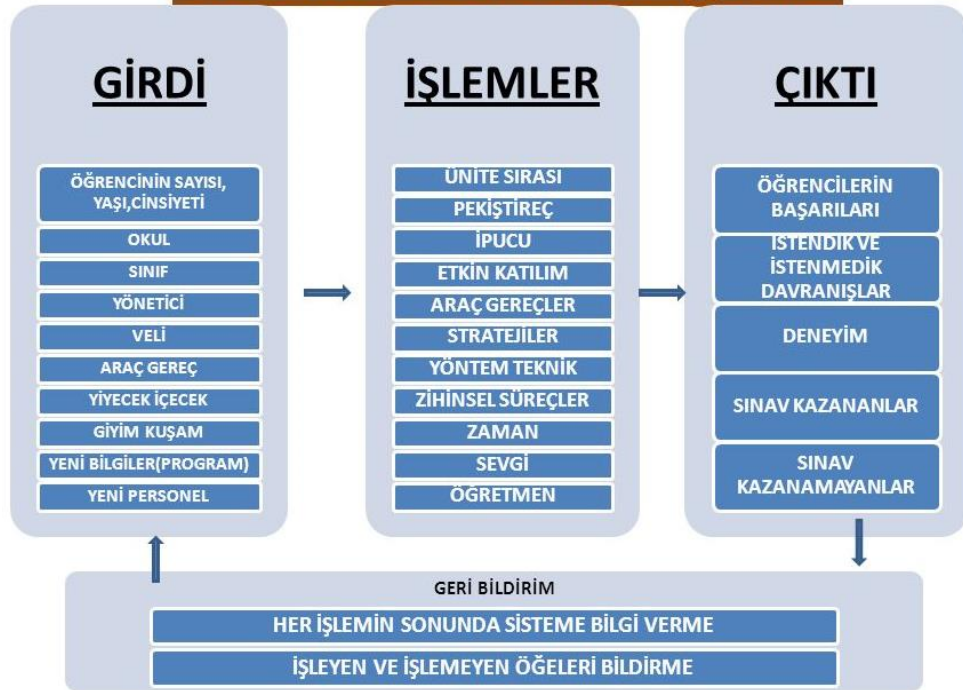 GİRDİ
ÖĞRENCİNİN SAYISI,
YAŞI,CİNSİYETİ
OKUL
SINIF
YÖNETİCİ
VELİ
ARAÇ GEREÇ
YİYECEK İÇECEK
GİYİM KUŞAM
YENİ BİLGİLER(PROGRAM)
YENİ PERSONEL
İŞLEMLER
ÜNİTE SIRASI
PEKİŞTİREÇ
İPUCU
ETKİN KATILIM
ARAÇ GEREÇLER
STRATEJİLER
YÖNTEM TEKNİK
ZİHİNSEL SÜREÇLER
ZAMAN
SEVGİ
ÖĞRETMEN
ÇIKTI
ÖĞRENCİLERİN
BAŞARILARI
İSTENDİK VE
İSTENMEDİK
DAVRANIŞLAR
DENEYİM
SINAV KAZANANLAR
SINAV
KAZANAMAYANLAR
GERİ BİLDİRİM
HER İŞLEMİN SONUNDA SİSTEME BİLGİ VERME
İŞLEYEN VE İŞLEMEYEN ÖĞELERİ BİLDİRME